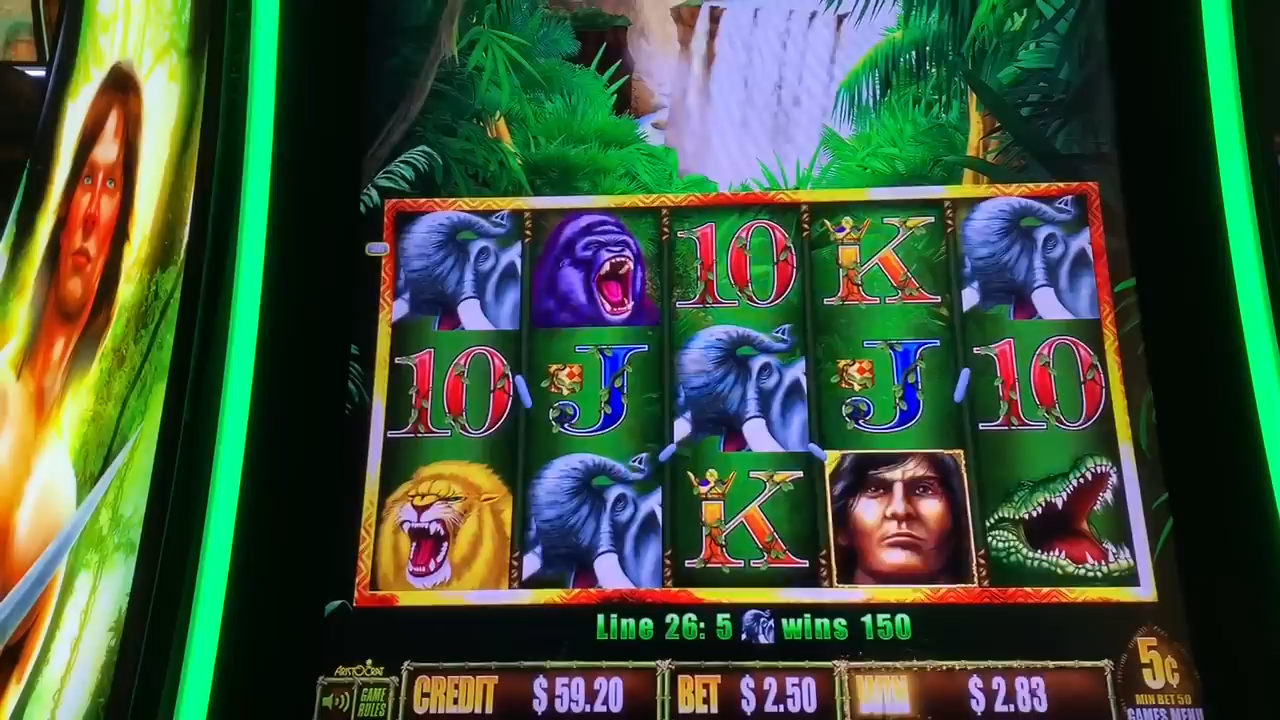 10 K
10 J J 10
K
Line 26: 5 wins 150
ARISTOCRAT
GAME
RULES
CREDIT $59.20 BET $2.50 WIN $2.83
5¢
MIN BET 50
GAMES MENU